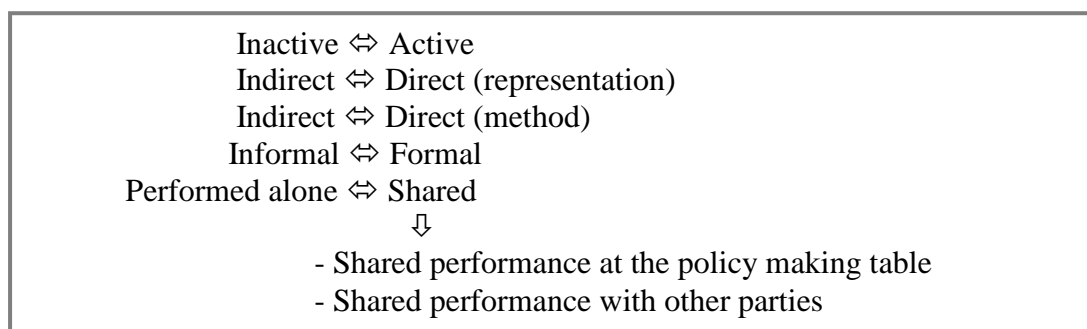 Inactive ⇔ Active
Indirect ⇔ Direct (representation)
Indirect ⇔ Direct (method)
Informal ⇔ Formal
Performed alone ⇔ Shared
⇩
- Shared performance at the policy making table
- Shared performance with other parties